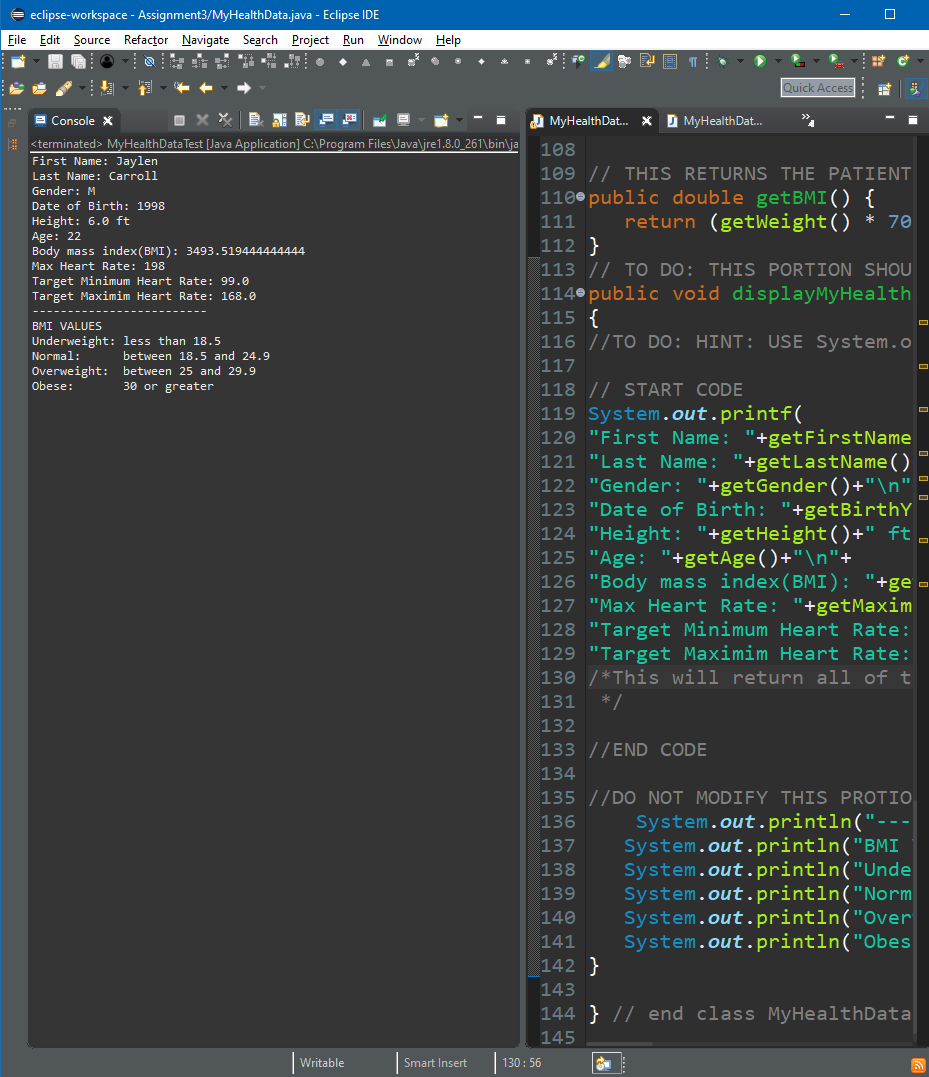 eclipse-workspace - Assignment3/MyHealthData.java - Eclipse IDE
File Edit Source Refactor Navigate Search Project Run Window Help
Quick Access
Console
MyHealthDat...
MyHealthDat...
<terminated> MyHealthDataTest [Java Application] C:\Program Files\Java\jre1.8.0_261\bin\ja
First Name: Jaylen
Last Name: Carroll
Gender: M
Date of Birth: 1998
Height: 6.0 ft
Age: 22
Body mass index(BMI): 3493.519444444444
Max Heart Rate: 198
Target Minimum Heart Rate: 99.0
Target Maximim Heart Rate: 168.0
-------------------------
BMI VALUES
Underweight: less than 18.5
Normal:      between 18.5 and 24.9
Overweight:  between 25 and 29.9
Obese:       30 or greater
108
109 // THIS RETURNS THE PATIENT
110 public double getBMI() {
111    return (getWeight() * 70
112 }
113 // TO DO: THIS PORTION SHOU
114 public void displayMyHealth
115 {
116 //TO DO: HINT: USE System.o
117
118 // START CODE
119 System.out.printf(
120 "First Name: "+getFirstName
121 "Last Name: "+getLastName()
122 "Gender: "+getGender()+"\n"
123 "Date of Birth: "+getBirthY
124 "Height: "+getHeight()+" ft
125 "Age: "+getAge()+"\n"+
126 "Body mass index(BMI): "+ge
127 "Max Heart Rate: "+getMaxim
128 "Target Minimum Heart Rate:
129 "Target Maximim Heart Rate:
130 /*This will return all of t
131  */
132
133 //END CODE
134
135 //DO NOT MODIFY THIS PROTIO
136     System.out.println("---
137    System.out.println("BMI
138    System.out.println("Unde
139    System.out.println("Norm
140    System.out.println("Over
141    System.out.println("Obes
142 }
143
144 } // end class MyHealthData
145
Writable
Smart Insert
130 : 56